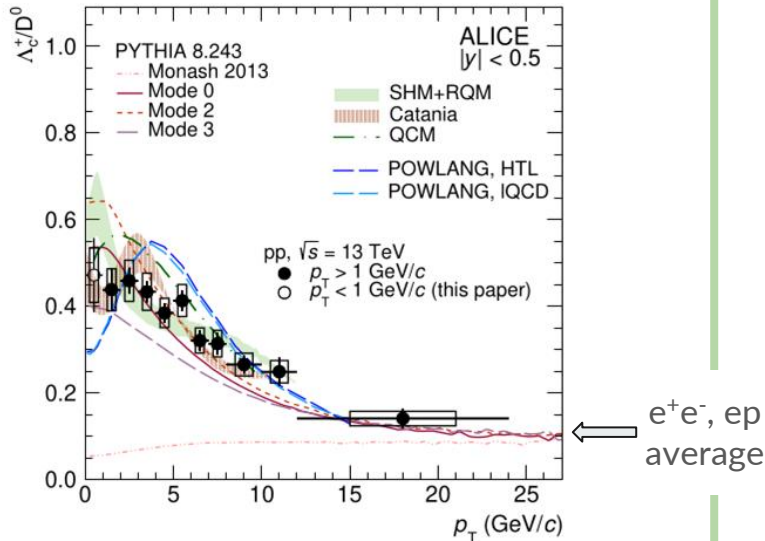 Λc+/D0
1.0
0.8
0.6
0.4
0.2
0.0
ALICE
|y| < 0.5
PYTHIA 8.243
Monash 2013
Mode 0
Mode 2
Mode 3
SHM+RQM
Catania
QCM
POWLANG, HTL
POWLANG, lQCD
pp, √s = 13 TeV
pT > 1 GeV/c
pT < 1 GeV/c (this paper)
0 5 10 15 20 25
pT (GeV/c)
e+e-, ep
average